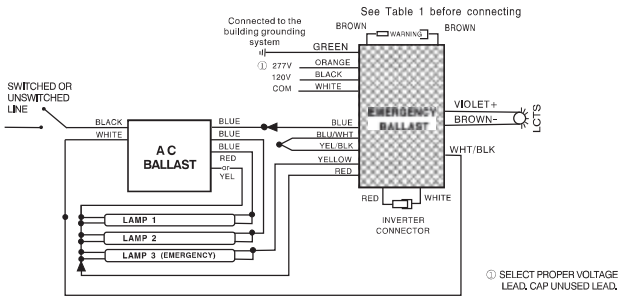 See Table 1 before connecting
Connected to the
building grounding
system
BROWN
WARNING
BROWN
GREEN
① 277V
ORANGE
120V
BLACK
COM
WHITE
SWITCHED OR
UNSWITCHED
LINE
BLACK
WHITE
AC
BALLAST
BLUE
BLUE
BLUE
RED
or
YEL
BLUE
BLU/WHT
YEL/BLK
YELLOW
RED
EMERGENCY
BALLAST
VIOLET+
BROWN-
LCTS
WHT/BLK
RED
WHITE
INVERTER
CONNECTOR
LAMP 1
LAMP 2
LAMP 3 (EMERGENCY)
① SELECT PROPER VOLTAGE
LEAD. CAP UNUSED LEAD.